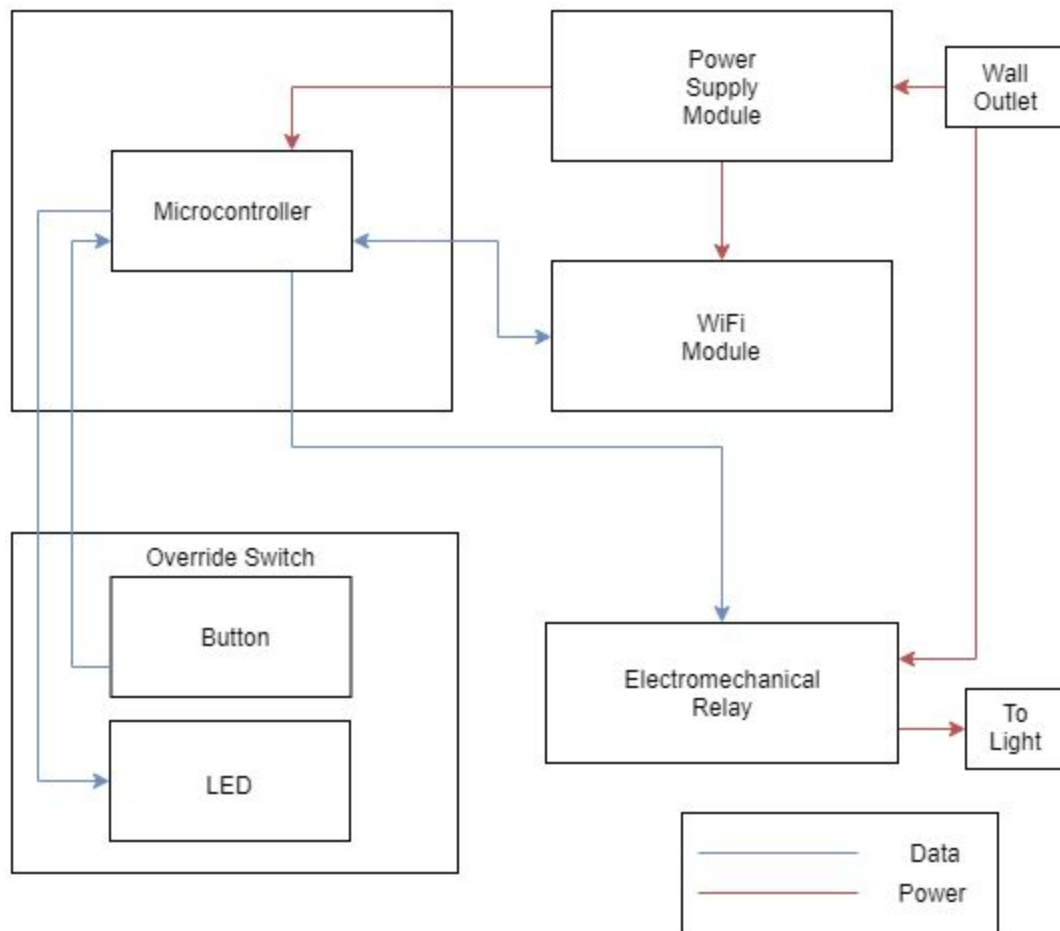 Power
Supply
Module
Wall
Outlet
Microcontroller
WiFi
Module
Override Switch
Button
Electromechanical
Relay
To
Light
LED
Data
Power